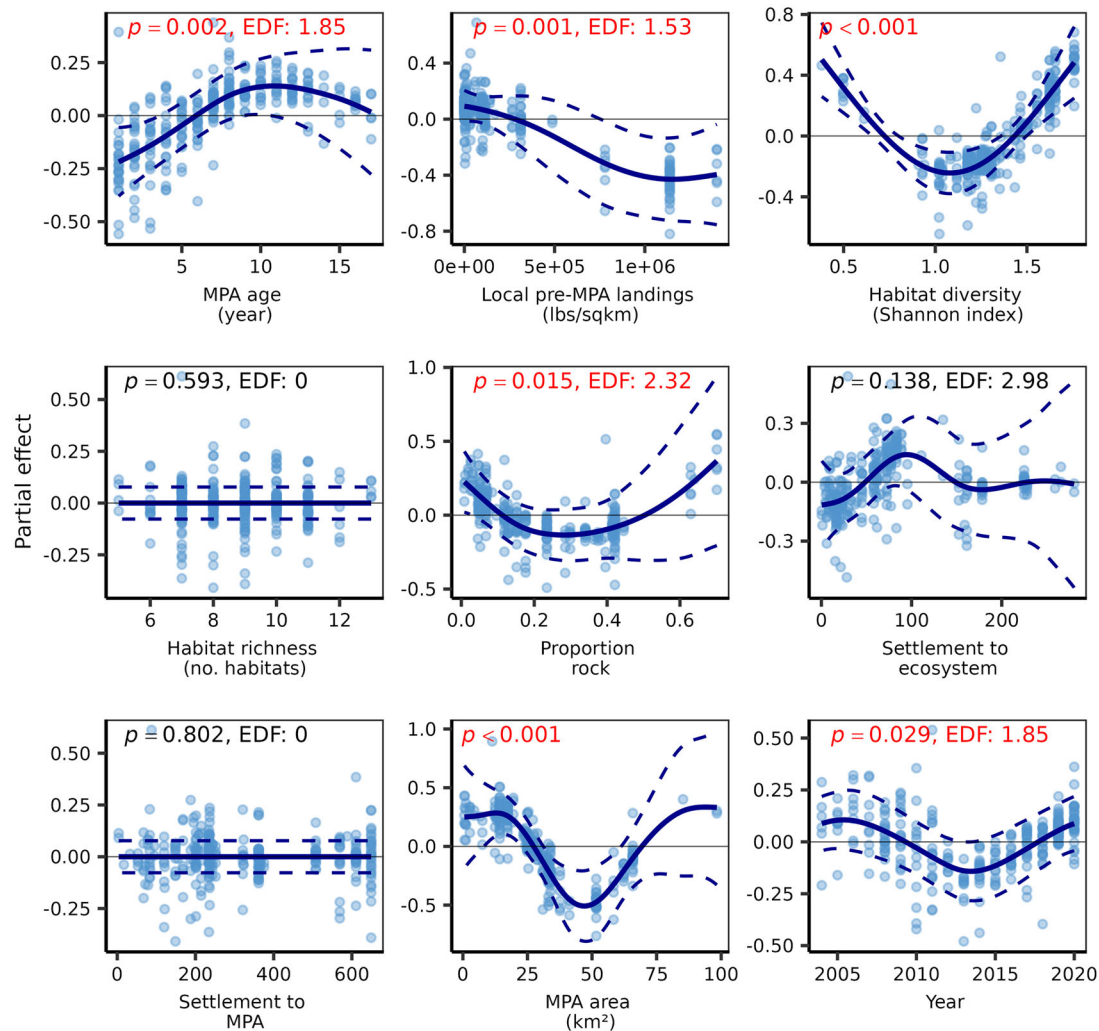 p = 0.002, EDF: 1.85
0.25
0.00
-0.25
-0.50
5
10
15
MPA age
(year)
p = 0.001, EDF: 1.53
0.4
0.0
-0.4
-0.8
0e+00
5e+05
1e+06
Local pre-MPA landings
(lbs/sqkm)
p < 0.001
0.8
0.4
0.0
-0.4
0.5
1.0
1.5
Habitat diversity
(Shannon index)
Partial effect
p = 0.593, EDF: 0
0.50
0.25
0.00
-0.25
6
8
10
12
Habitat richness
(no. habitats)
p = 0.015, EDF: 2.32
1.0
0.5
0.0
-0.5
0.0
0.2
0.4
0.6
Proportion
rock
p = 0.138, EDF: 2.98
0.3
0.0
-0.3
0
100
200
Settlement to
ecosystem
p = 0.802, EDF: 0
0.50
0.25
0.00
-0.25
0
200
400
600
Settlement to
MPA
p < 0.001
1.0
0.5
0.0
-0.5
0
25
50
75
100
MPA area
(km²)
p = 0.029, EDF: 1.85
0.50
0.25
0.00
-0.25
-0.50
2005
2010
2015
2020
Year